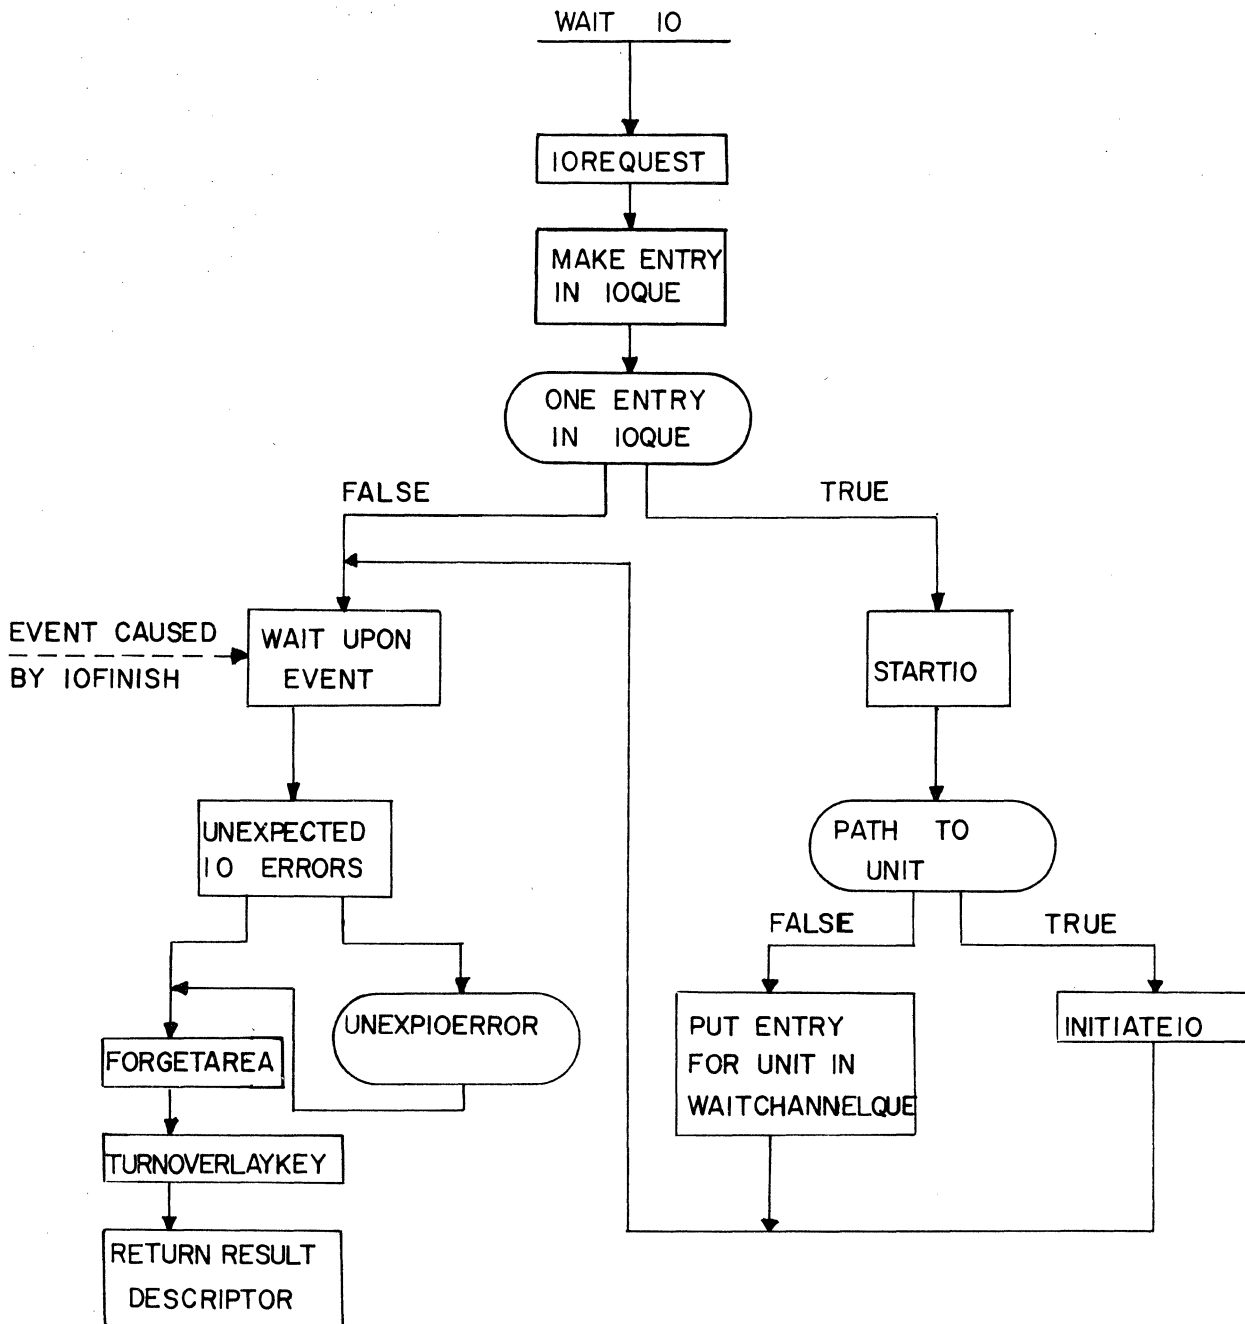 WAIT IO
IOREQUEST
MAKE ENTRY
IN IOQUE
ONE ENTRY
IN IOQUE
FALSE
TRUE
EVENT CAUSED
BY IOFINISH
WAIT UPON
EVENT
STARTIO
UNEXPECTED
IO ERRORS
PATH TO
UNIT
FALSE
TRUE
UNEXPIOERROR
PUT ENTRY
FOR UNIT IN
WAITCHANNELQUE
INITIATEIO
FORGETAREA
TURNOVERLAYKEY
RETURN RESULT
DESCRIPTOR